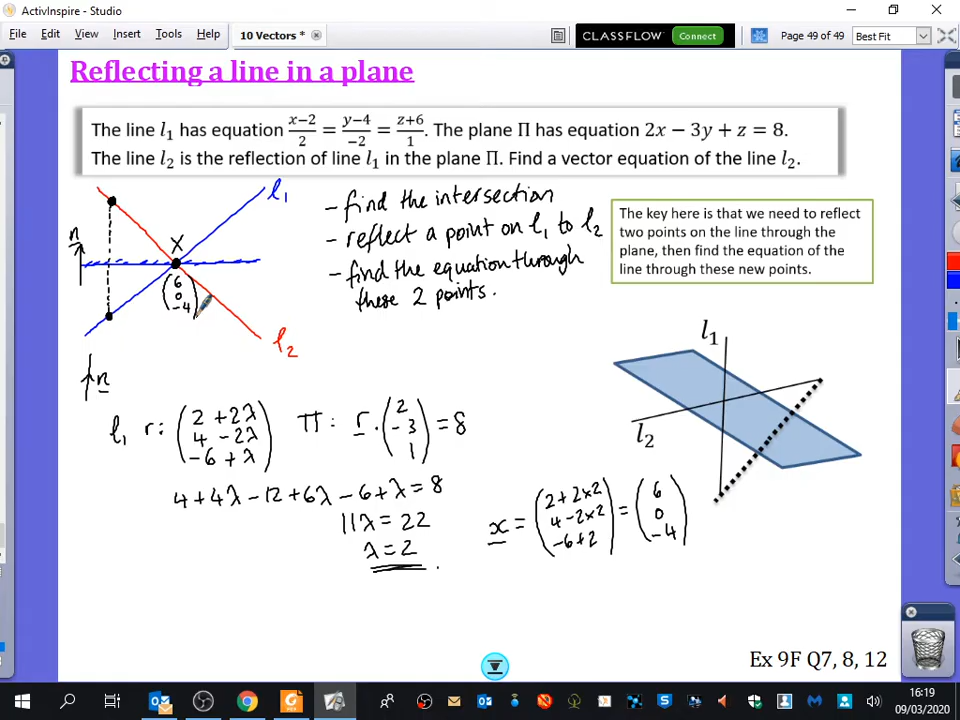 ActivInspire - Studio
File Edit View Insert Tools Help
10 Vectors *
CLASSFLOW Connect
Page 49 of 49
Best Fit
Reflecting a line in a plane
The line l₁ has equation (x−2)/2 = (y−4)/−2 = (z+6)/1. The plane Π has equation 2x − 3y + z = 8.
The line l₂ is the reflection of line l₁ in the plane Π. Find a vector equation of the line l₂.
l₁
n
X
(6 0 −4)
l₂
n
- find the intersection
- reflect a point on l₁ to l₂
- find the equation through
these 2 points.
The key here is that we need to reflect
two points on the line through the
plane, then find the equation of the
line through these new points.
l₁
l₂
l₁ r: (2 + 2λ
4 − 2λ
−6 + λ)
Π: r . (2
−3
1) = 8
4 + 4λ − 12 + 6λ − 6 + λ = 8
11λ = 22
λ = 2 .
x = (2 + 2×2
4 − 2×2
−6 + 2) = (6
0
−4)
Ex 9F Q7, 8, 12
16:19
09/03/2020